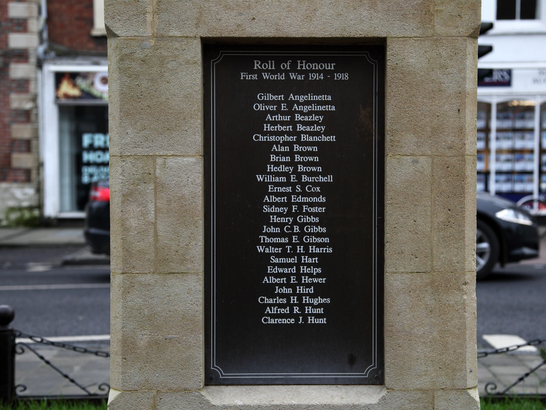 Roll of Honour
First World War 1914 - 1918
Gilbert Angelinetta
Oliver E. Angelinetta
Arthur Beazley
Herbert Beazley
Christopher Blanchett
Alan Brown
Brian Brown
Hedley Brown
William E. Burchell
Ernest S. Cox
Albert Edmonds
Sidney F. Foster
Henry Gibbs
John C.B. Gibbs
Thomas E. Gibson
Walter T. H. Harris
Samuel Hart
Edward Helps
Albert E. Hewer
John Hird
Charles H. Hughes
Alfred R. Hunt
Clarence J. Hunt